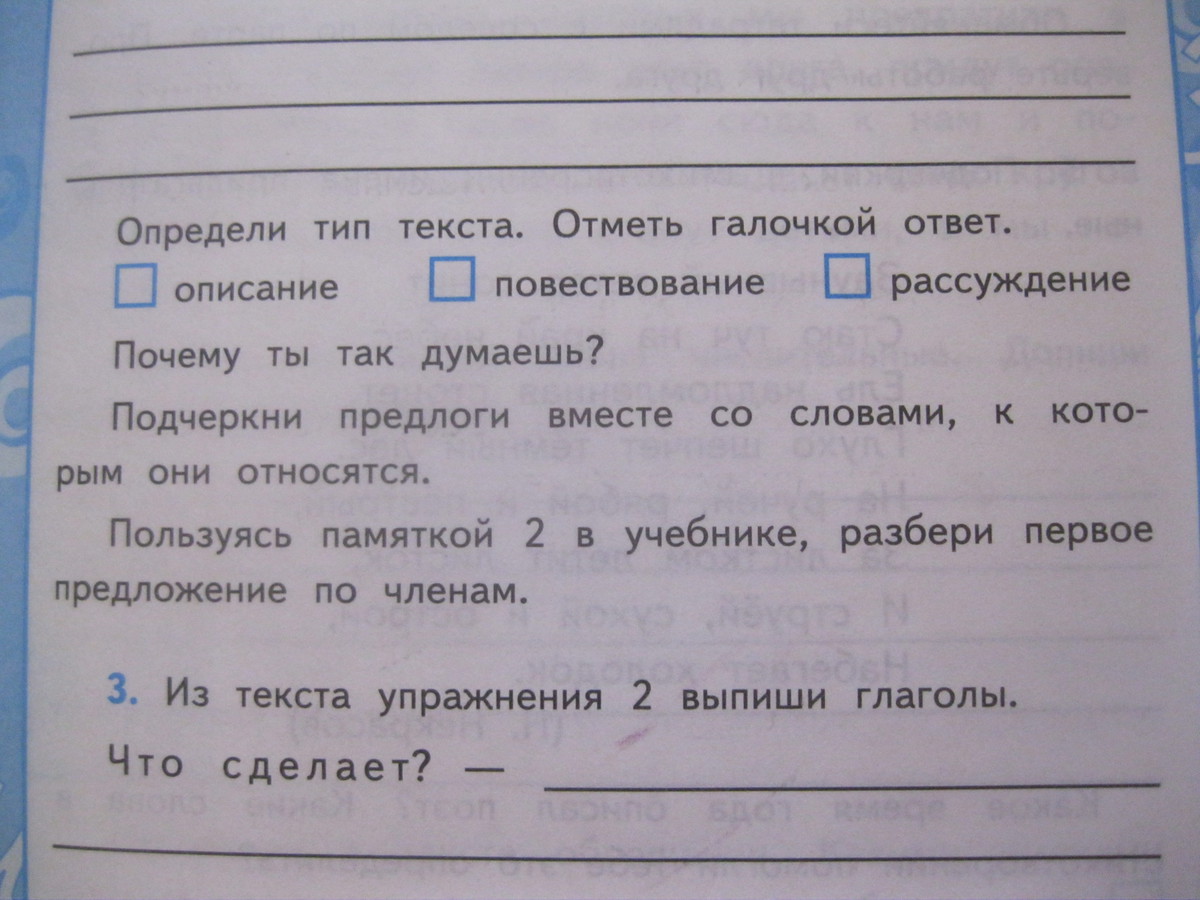 Определи тип текста. Отметь галочкой ответ.
описание повествование рассуждение
Почему ты так думаешь?
Подчеркни предлоги вместе со словами, к кото-
рым они относятся.
Пользуясь памяткой 2 в учебнике, разбери первое
предложение по членам.
3. Из текста упражнения 2 выпиши глаголы.
Что сделает? —